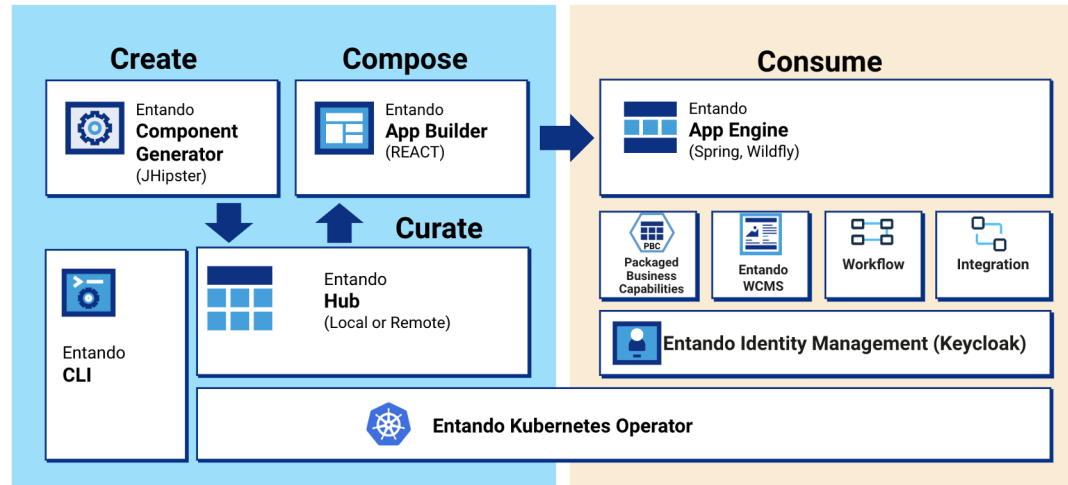 Create
Entando
Component
Generator
(JHipster)
Compose
Entando
App Builder
(REACT)
Curate
Entando
CLI
Entando
Hub
(Local or Remote)
Consume
Entando
App Engine
(Spring, Wildfly)
PBC
Packaged
Business
Capabilities
Entando
WCMS
Workflow
Integration
Entando Identity Management (Keycloak)
Entando Kubernetes Operator